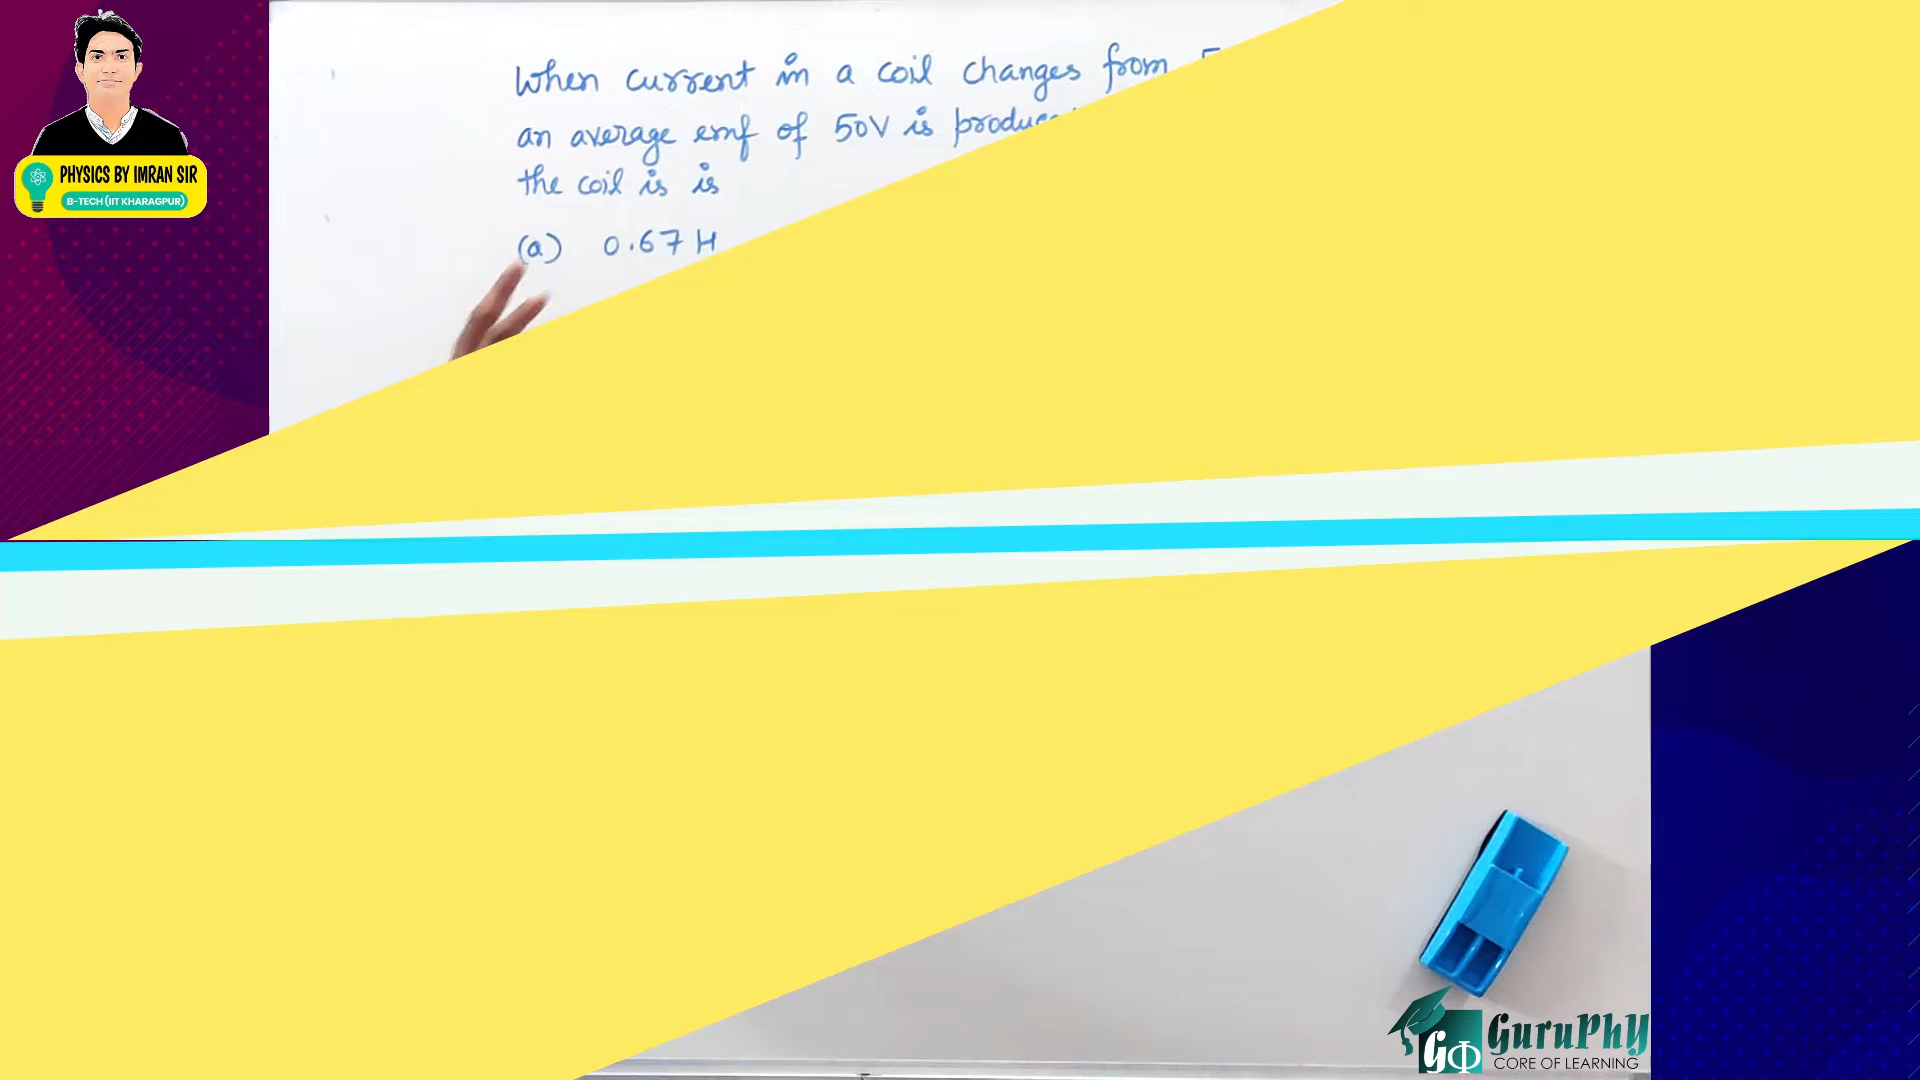 PHYSICS BY IMRAN SIR
B-TECH (IIT KHARAGPUR)
When current in a coil changes from
an average emf of 50V is
the coil is is
(a) 0.67 H
GuruPhy
CORE OF LEARNING